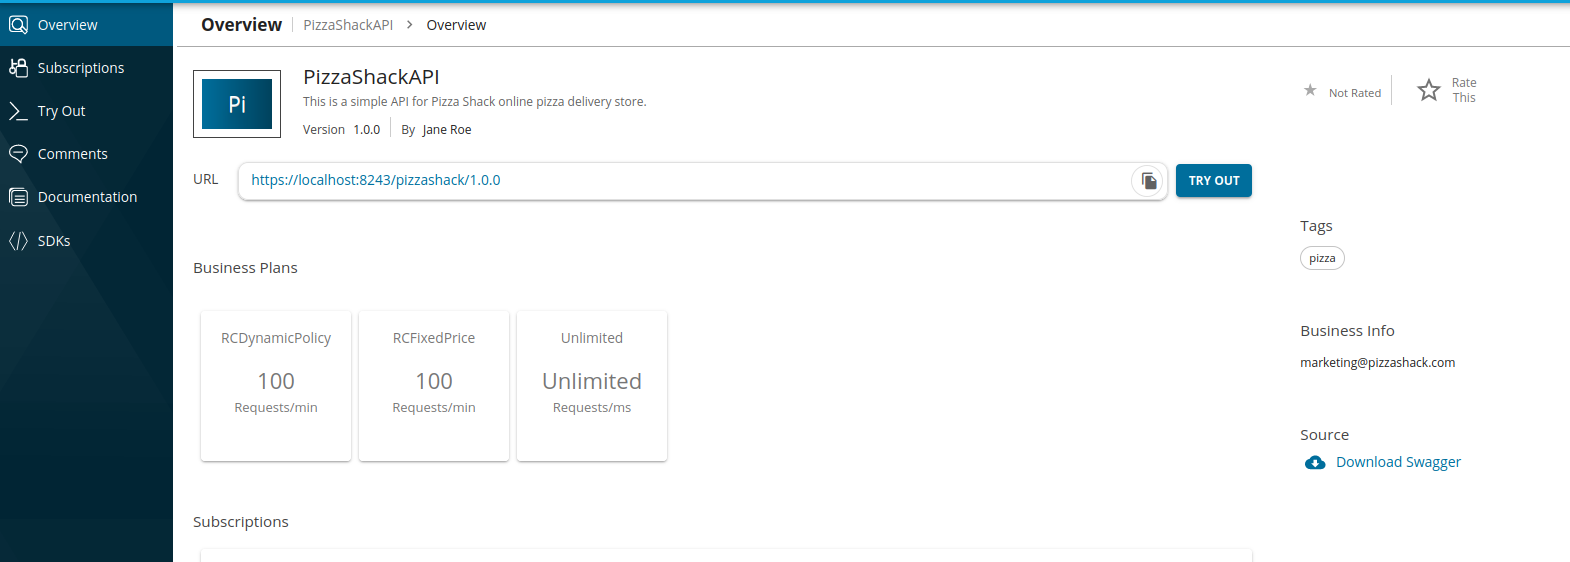 Overview
Subscriptions
Try Out
Comments
Documentation
SDKs
Overview PizzaShackAPI > Overview
Pi
PizzaShackAPI
This is a simple API for Pizza Shack online pizza delivery store.
Version 1.0.0 By Jane Roe
Not Rated
Rate
This
URL https://localhost:8243/pizzashack/1.0.0 TRY OUT
Business Plans
RCDynamicPolicy
100
Requests/min
RCFixedPrice
100
Requests/min
Unlimited
Unlimited
Requests/ms
Subscriptions
Tags
pizza
Business Info
marketing@pizzashack.com
Source
Download Swagger